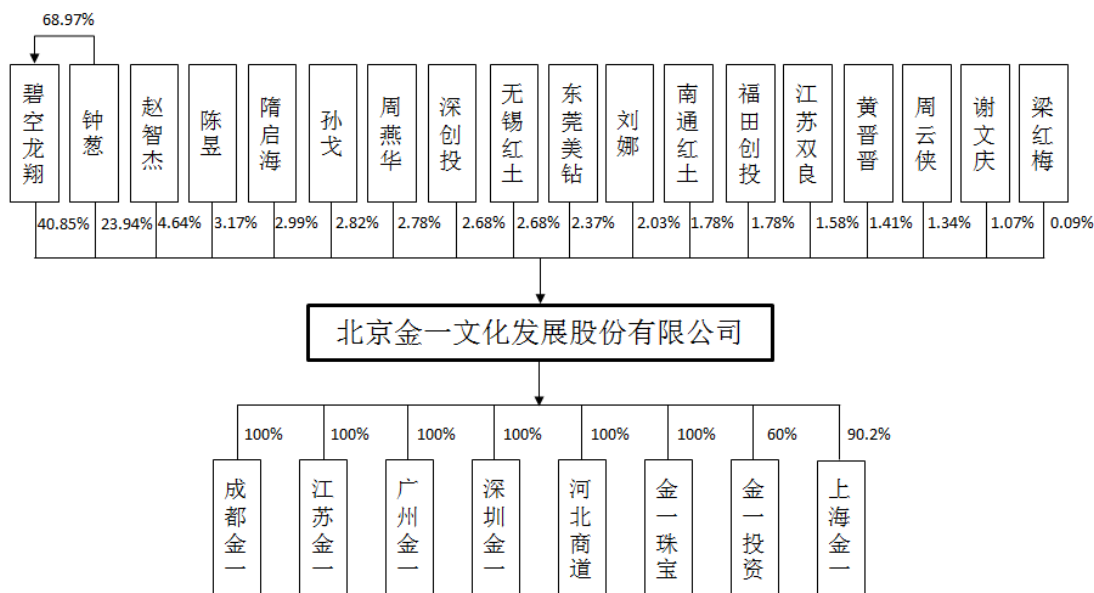 68.97%
碧空龙翔
钟葱
赵智杰
陈昱
隋启海
孙戈
周燕华
深创投
无锡红土
东莞美钻
刘娜
南通红土
福田创投
江苏双良
黄晋晋
周云侠
谢文庆
梁红梅
40.85%
23.94%
4.64%
3.17%
2.99%
2.82%
2.78%
2.68%
2.68%
2.37%
2.03%
1.78%
1.78%
1.58%
1.41%
1.34%
1.07%
0.09%
北京金一文化发展股份有限公司
100%
100%
100%
100%
100%
100%
60%
90.2%
成都金一
江苏金一
广州金一
深圳金一
河北商道
金一珠宝
金一投资
上海金一